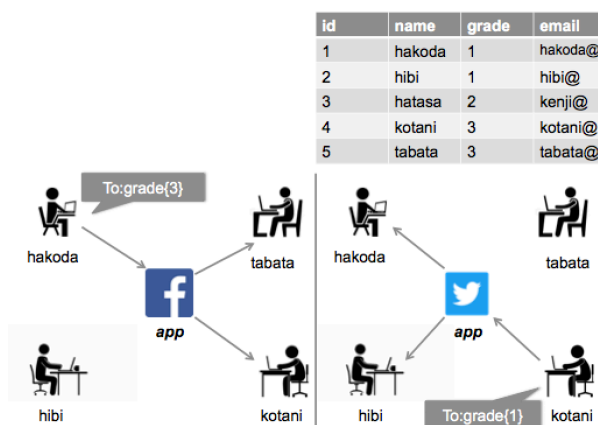 id name grade email
1 hakoda 1 hakoda@
2 hibi 1 hibi@
3 hatasa 2 kenji@
4 kotani 3 kotani@
5 tabata 3 tabata@
To:grade{3}
hakoda
tabata
app
hibi
kotani
hakoda
tabata
app
hibi
To:grade{1}
kotani